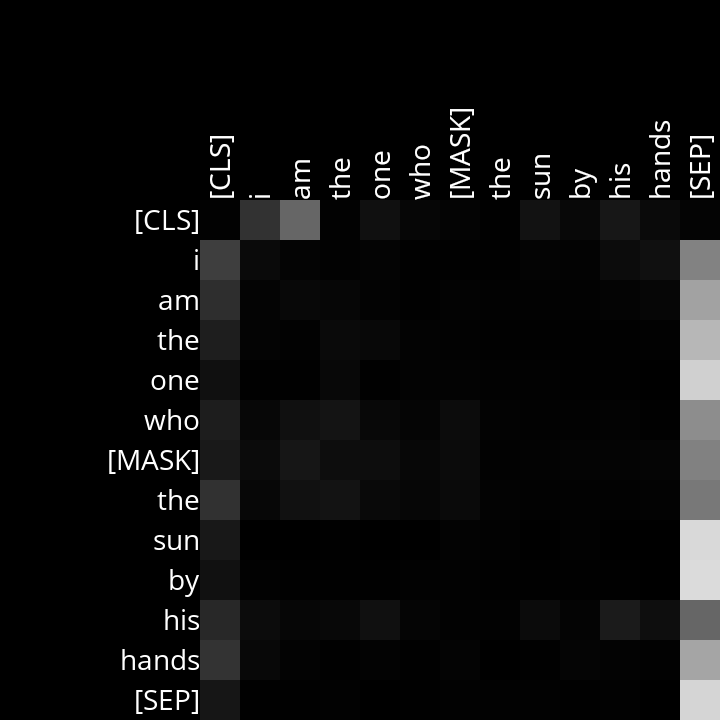 [CLS] i am the one who [MASK] the sun by his hands [SEP]
[CLS]
i
am
the
one
who
[MASK]
the
sun
by
his
hands
[SEP]